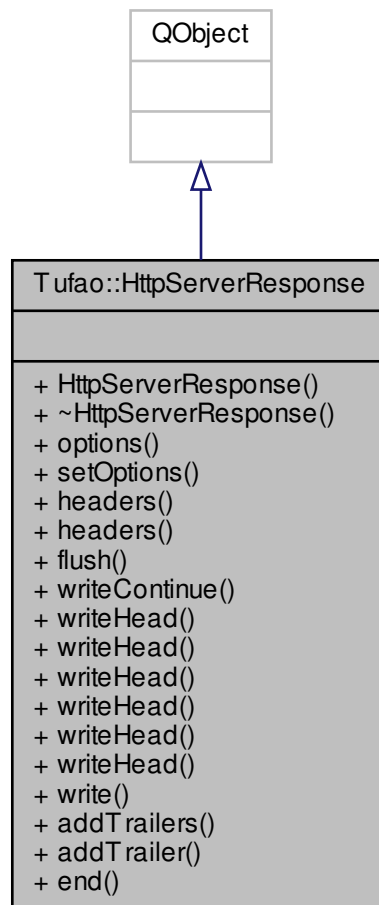 QObject
Tufao::HttpServerResponse
+ HttpServerResponse()
+ ~HttpServerResponse()
+ options()
+ setOptions()
+ headers()
+ headers()
+ flush()
+ writeContinue()
+ writeHead()
+ writeHead()
+ writeHead()
+ writeHead()
+ writeHead()
+ writeHead()
+ write()
+ addTrailers()
+ addTrailer()
+ end()